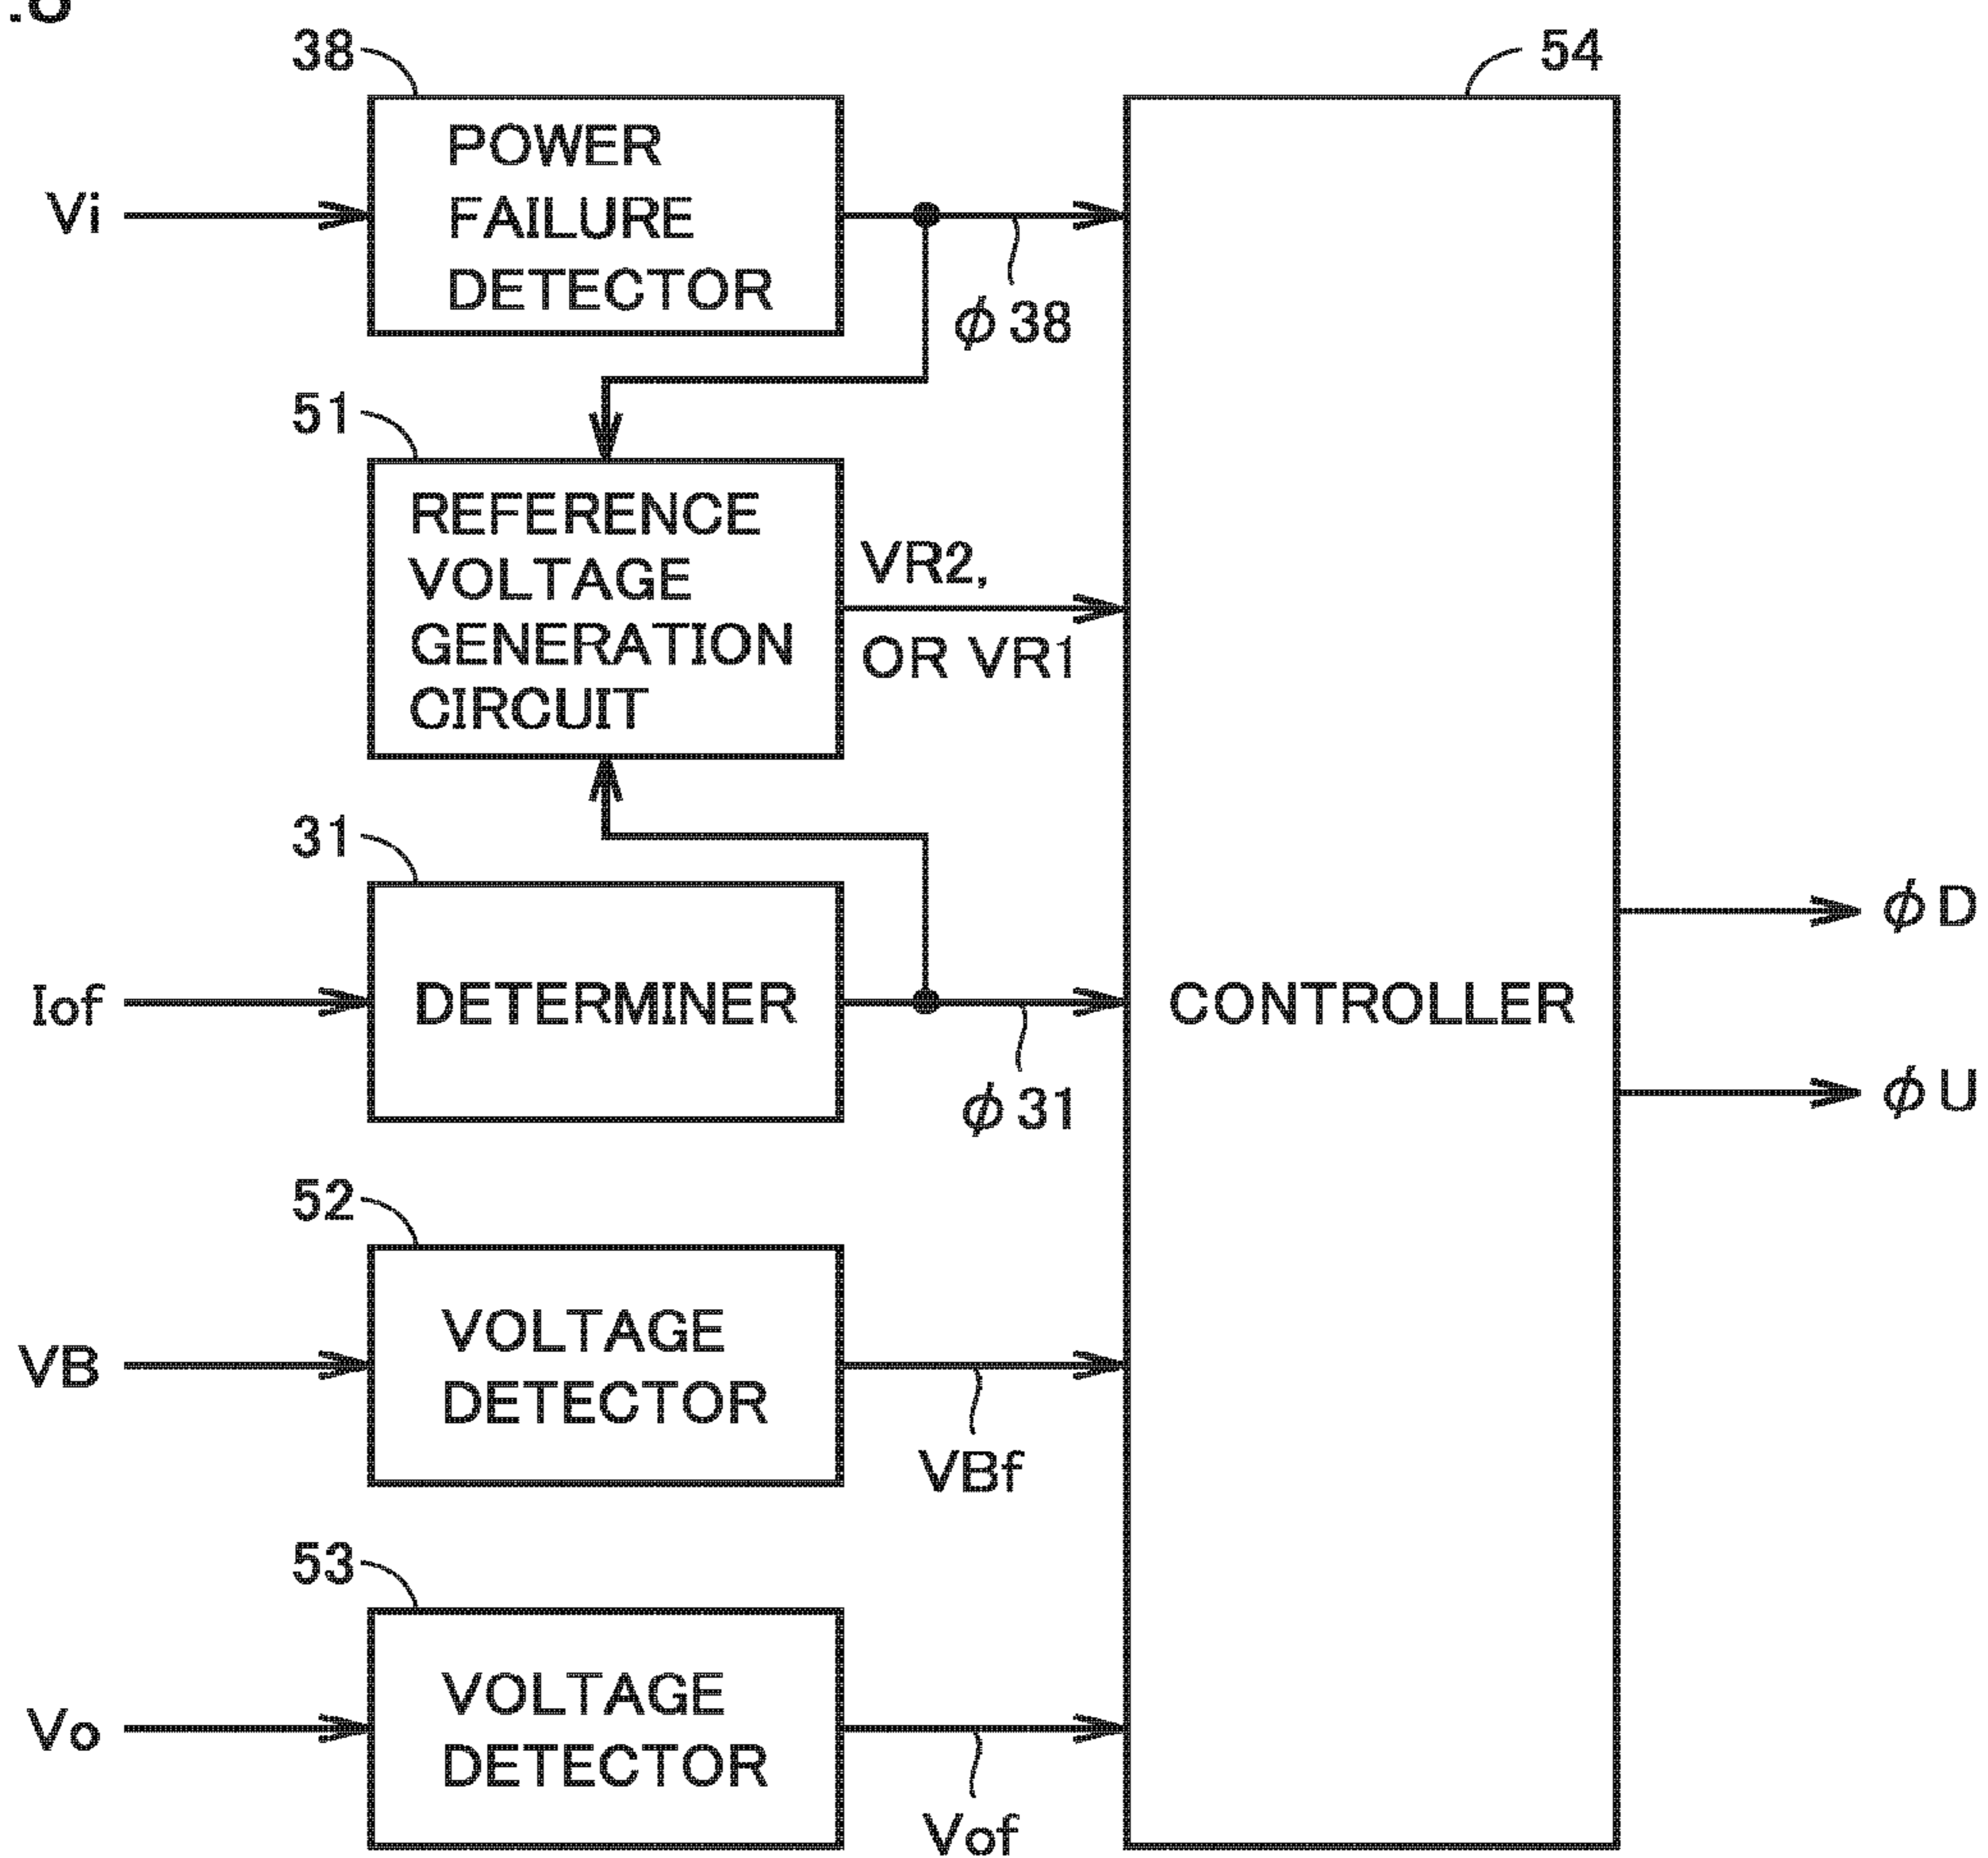 38
54
POWER
FAILURE
DETECTOR
Vi
ϕ38
51
REFERENCE
VOLTAGE
GENERATION
CIRCUIT
VR2,
OR VR1
31
DETERMINER
Iof
ϕ31
CONTROLLER
ϕD
ϕU
52
VOLTAGE
DETECTOR
VB
VBf
53
VOLTAGE
DETECTOR
Vo
Vof